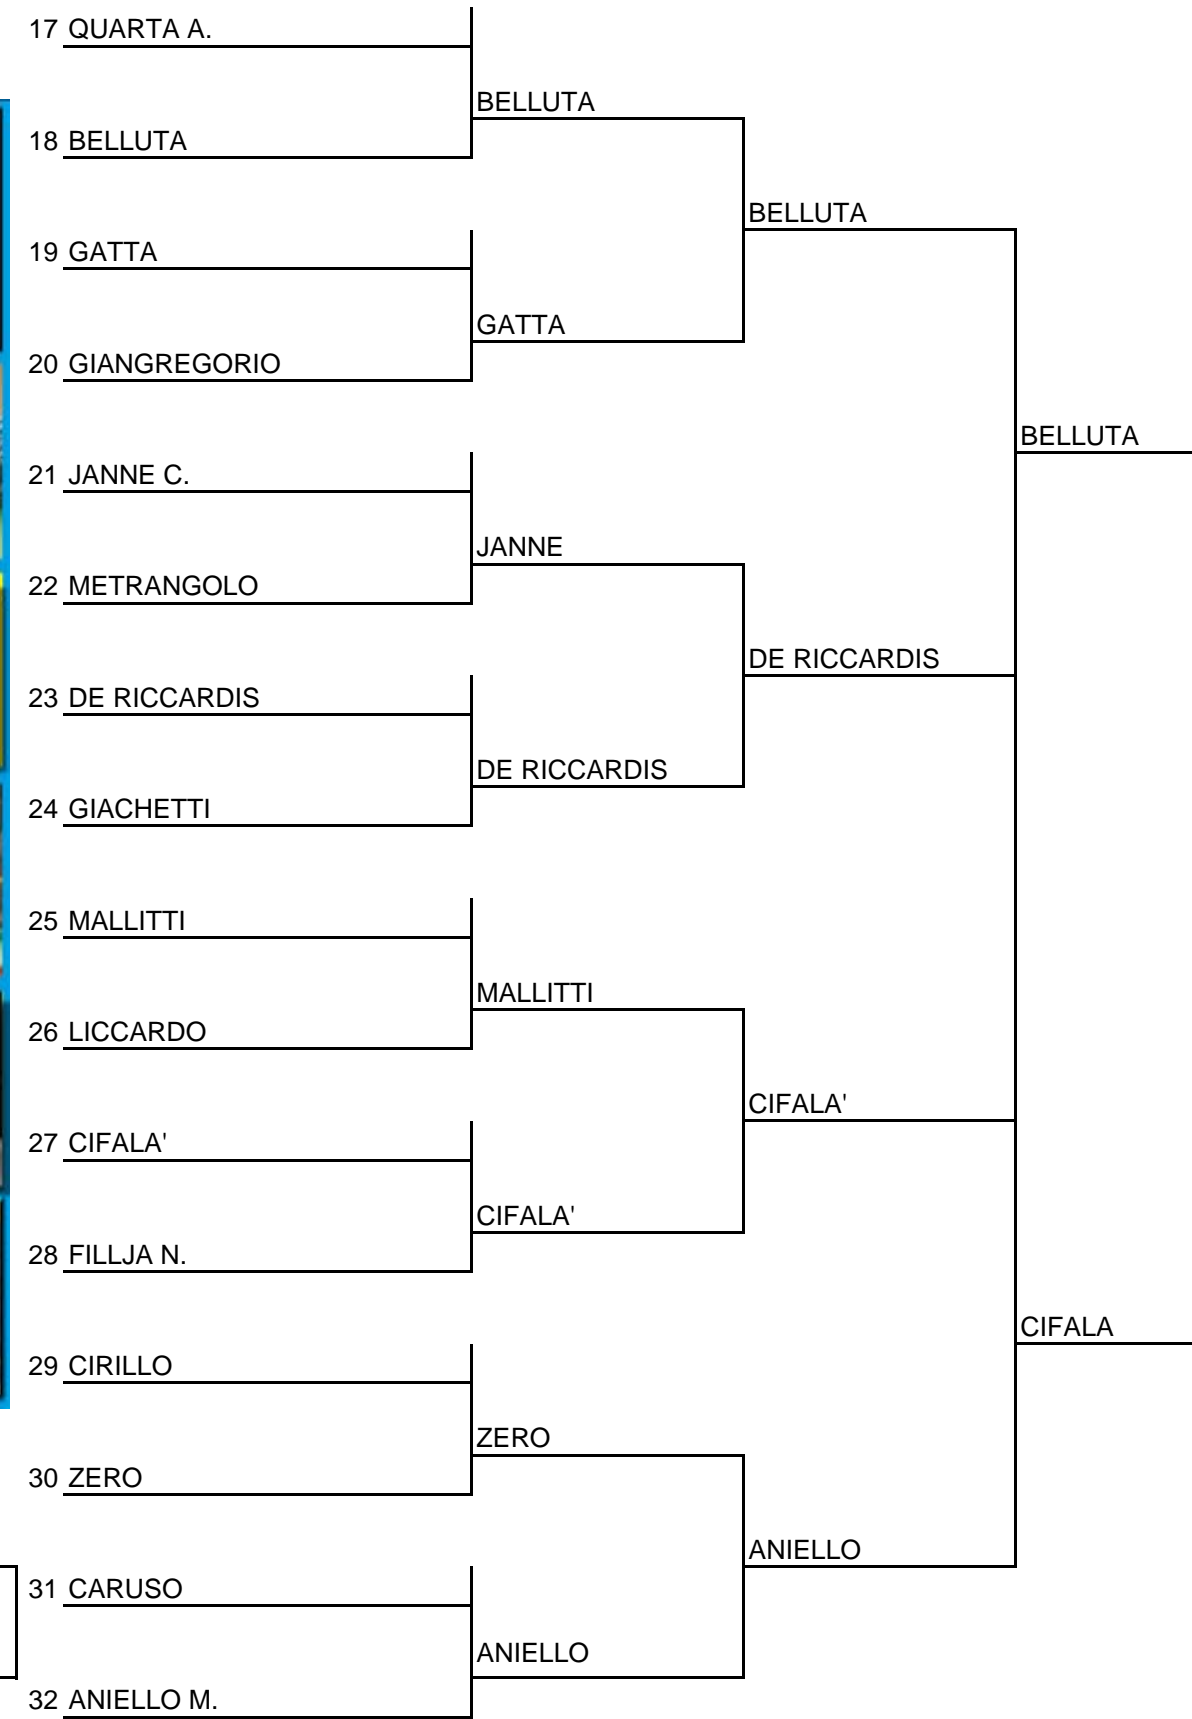 17 QUARTA A.
BELLUTA
18 BELLUTA
BELLUTA
19 GATTA
GATTA
20 GIANGREGORIO
BELLUTA
21 JANNE C.
JANNE
22 METRANGOLO
DE RICCARDIS
23 DE RICCARDIS
DE RICCARDIS
24 GIACHETTI
25 MALLITTI
MALLITTI
26 LICCARDO
CIFALA'
27 CIFALA'
CIFALA'
28 FILLJA N.
CIFALA
29 CIRILLO
ZERO
30 ZERO
ANIELLO
31 CARUSO
ANIELLO
32 ANIELLO M.